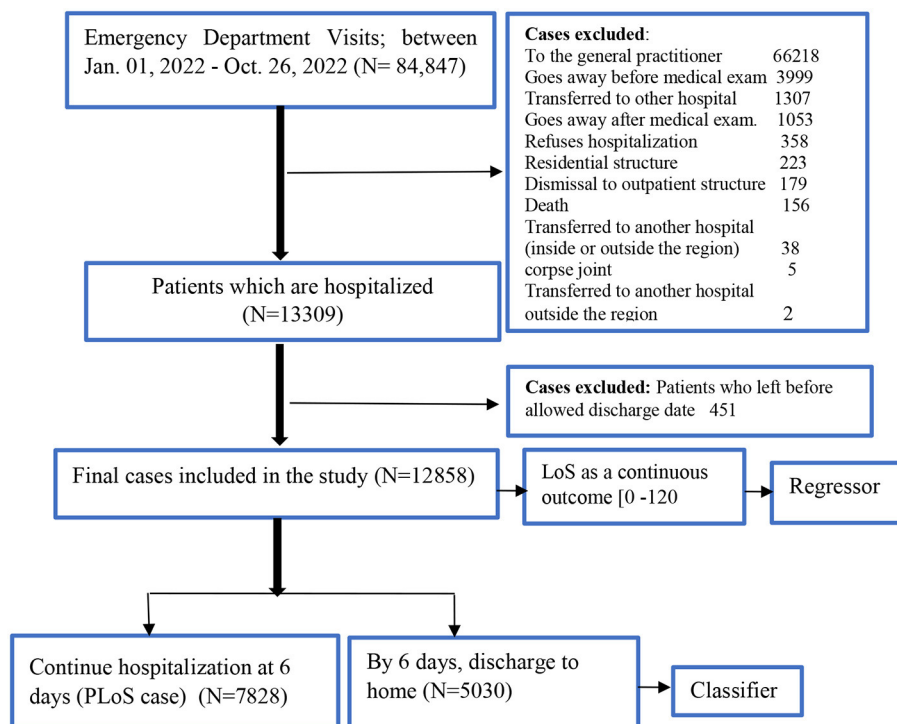 Emergency Department Visits; between
Jan. 01, 2022 - Oct. 26, 2022 (N= 84,847)
Cases excluded:
To the general practitioner 66218
Goes away before medical exam 3999
Transferred to other hospital 1307
Goes away after medical exam. 1053
Refuses hospitalization 358
Residential structure 223
Dismissal to outpatient structure 179
Death 156
Transferred to another hospital
(inside or outside the region) 38
corpse joint 5
Transferred to another hospital
outside the region 2
Patients which are hospitalized
(N=13309)
Cases excluded: Patients who left before
allowed discharge date 451
Final cases included in the study (N=12858)
LoS as a continuous
outcome [0 -120
Regressor
Continue hospitalization at 6
days (PLoS case) (N=7828)
By 6 days, discharge to
home (N=5030)
Classifier